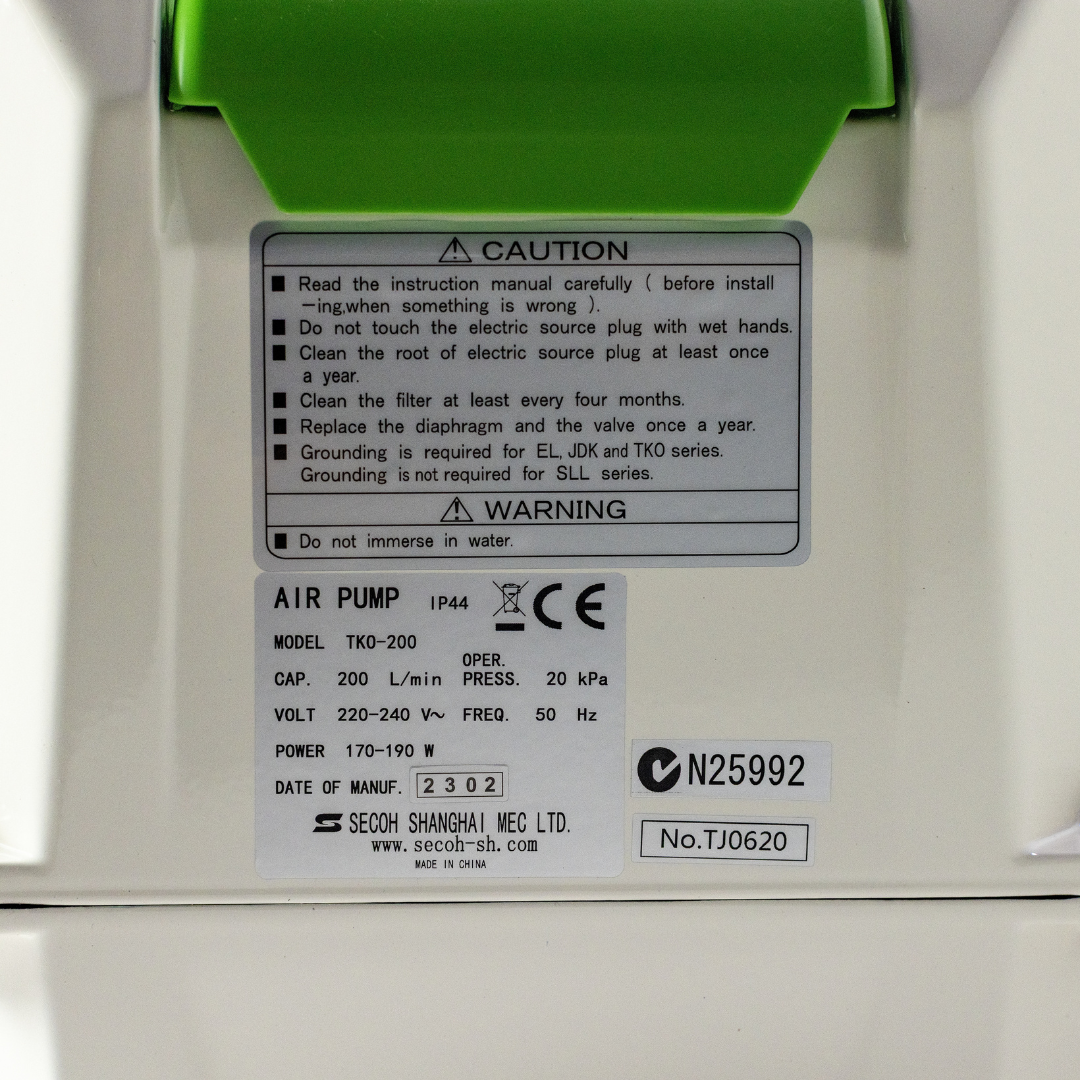 CAUTION
■ Read the instruction manual carefully ( before install
-ing,when something is wrong ).
■ Do not touch the electric source plug with wet hands.
■ Clean the root of electric source plug at least once
a year.
■ Clean the filter at least every four months.
■ Replace the diaphragm and the valve once a year.
■ Grounding is required for EL, JDK and TKO series.
Grounding is not required for SLL series.
WARNING
■ Do not immerse in water.
AIR PUMP IP44 CE
MODEL TKO-200
CAP. 200 L/min OPER. PRESS. 20 kPa
VOLT 220-240 V~ FREQ. 50 Hz
POWER 170-190 W
DATE OF MANUF. 2302
SECOH SHANGHAI MEC LTD.
www.secoh-sh.com
MADE IN CHINA
N25992
No.TJ0620